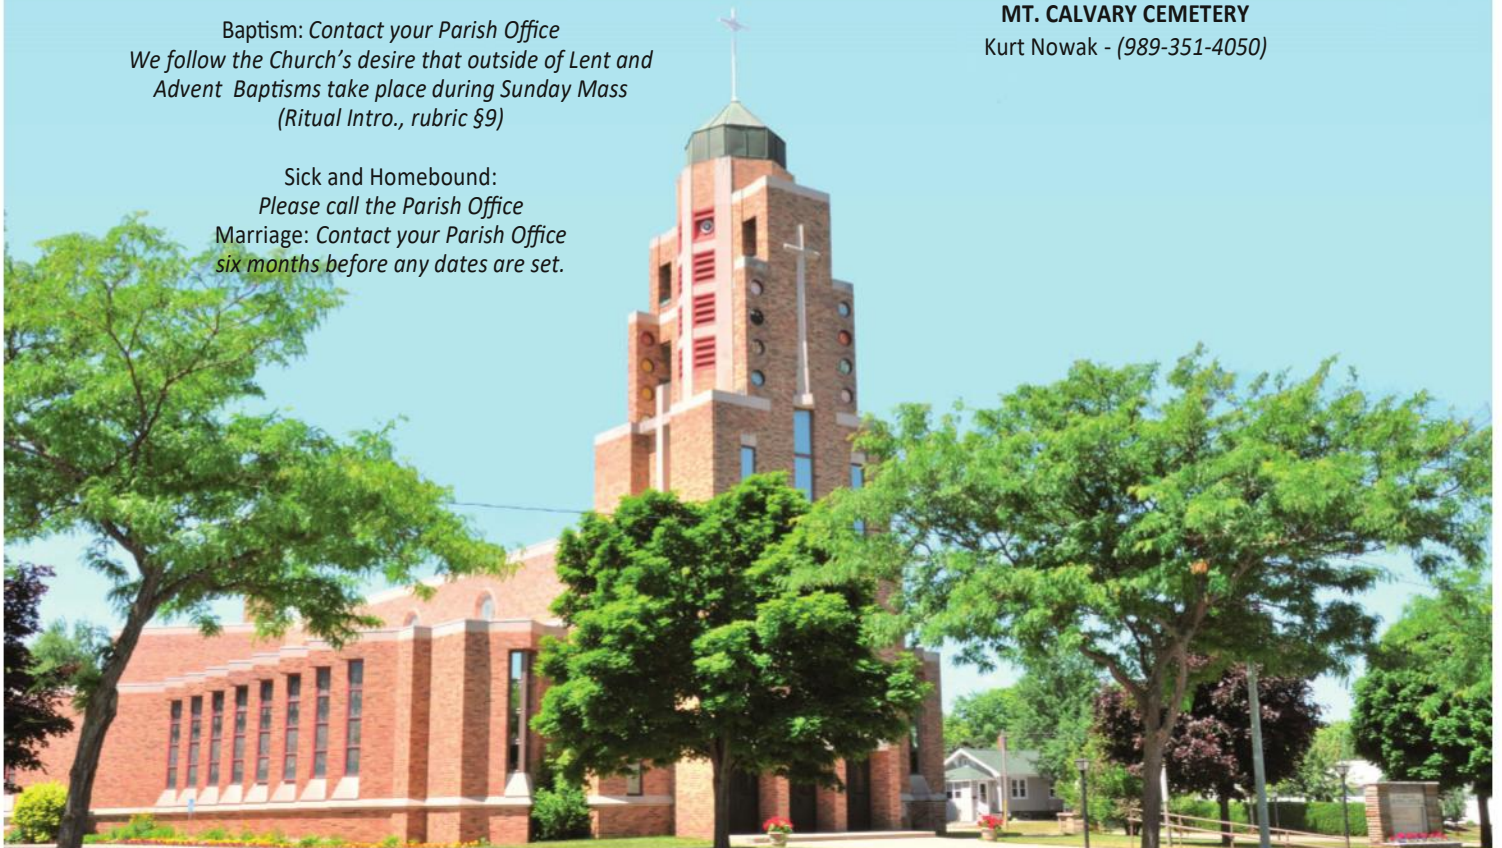 Baptism: Contact your Parish Office
We follow the Church's desire that outside of Lent and
Advent Baptisms take place during Sunday Mass
(Ritual Intro., rubric §9)
Sick and Homebound:
Please call the Parish Office
Marriage: Contact your Parish Office
six months before any dates are set.
MT. CALVARY CEMETERY
Kurt Nowak - (989-351-4050)